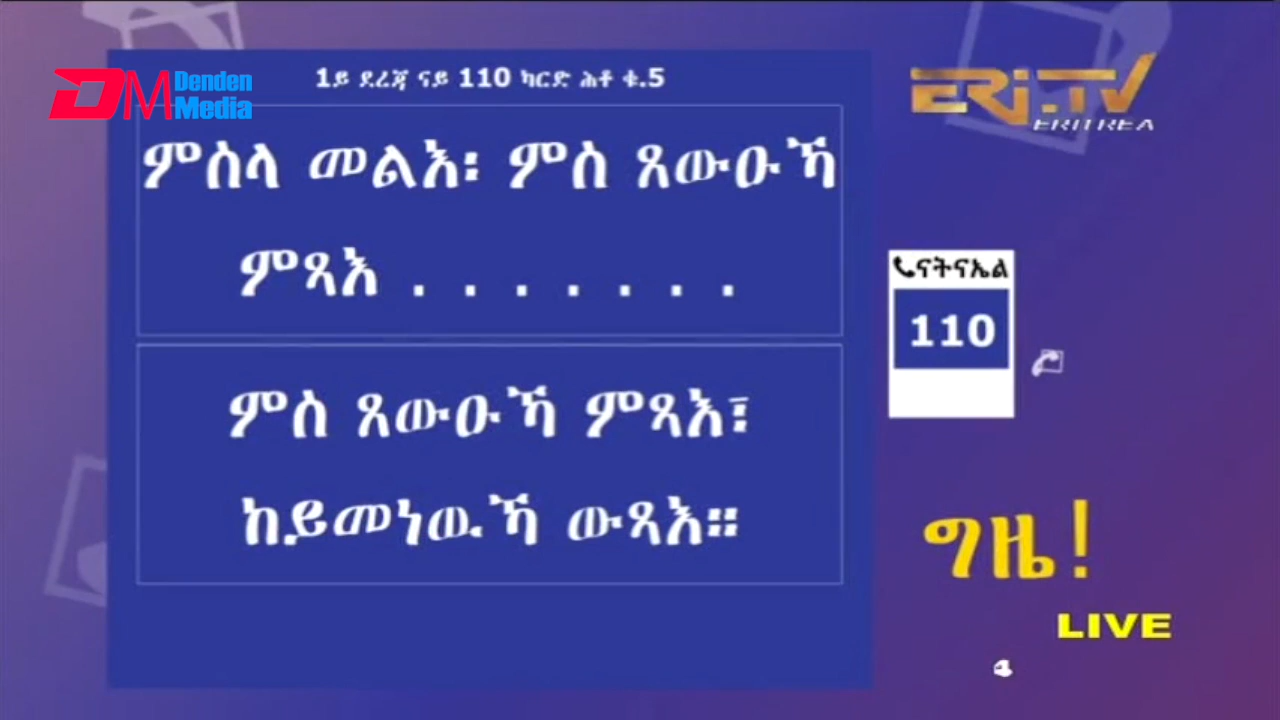 DM Denden Media
1ይ ደረጃ ናይ 110 ካርድ ሕቶ ቁ.5
ERi-TV
ERITREA
ምስላ መልእ፡ ምስ ጸውዑኻ
ምጻእ . . . . . . .
ናትናኤል
110
ምስ ጸውዑኻ ምጻእ፣
ከይመነዉኻ ውጻእ።
ግዜ!
LIVE